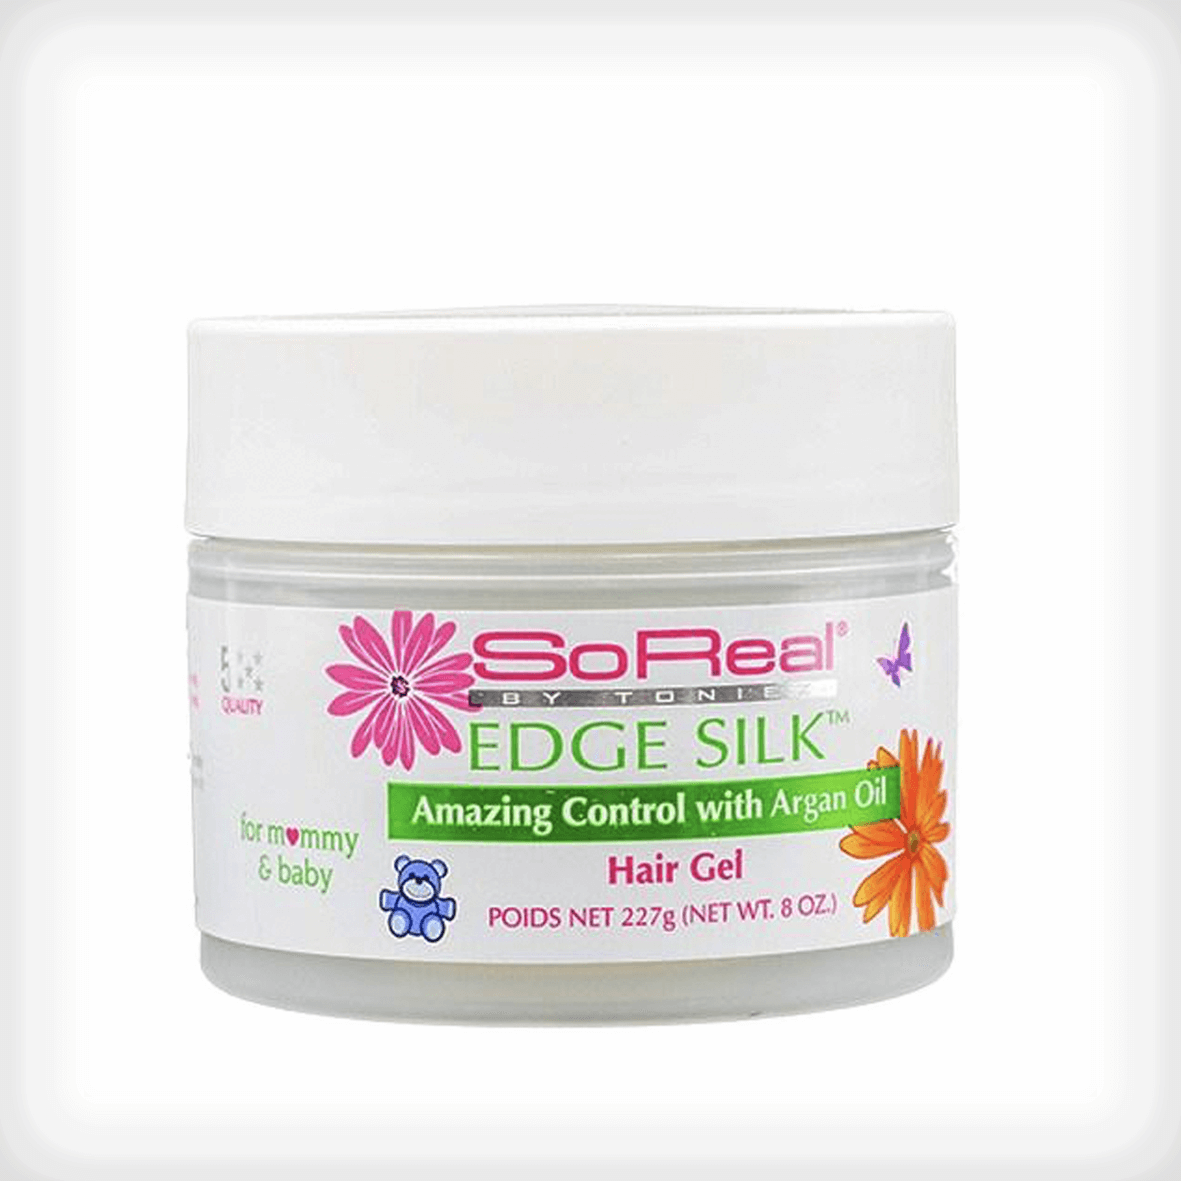 SoReal®
BY TONIE
EDGE SILK™
Amazing Control with Argan Oil
Hair Gel
POIDS NET 227g (NET WT. 8 OZ.)
5
QUALITY
for mommy
& baby